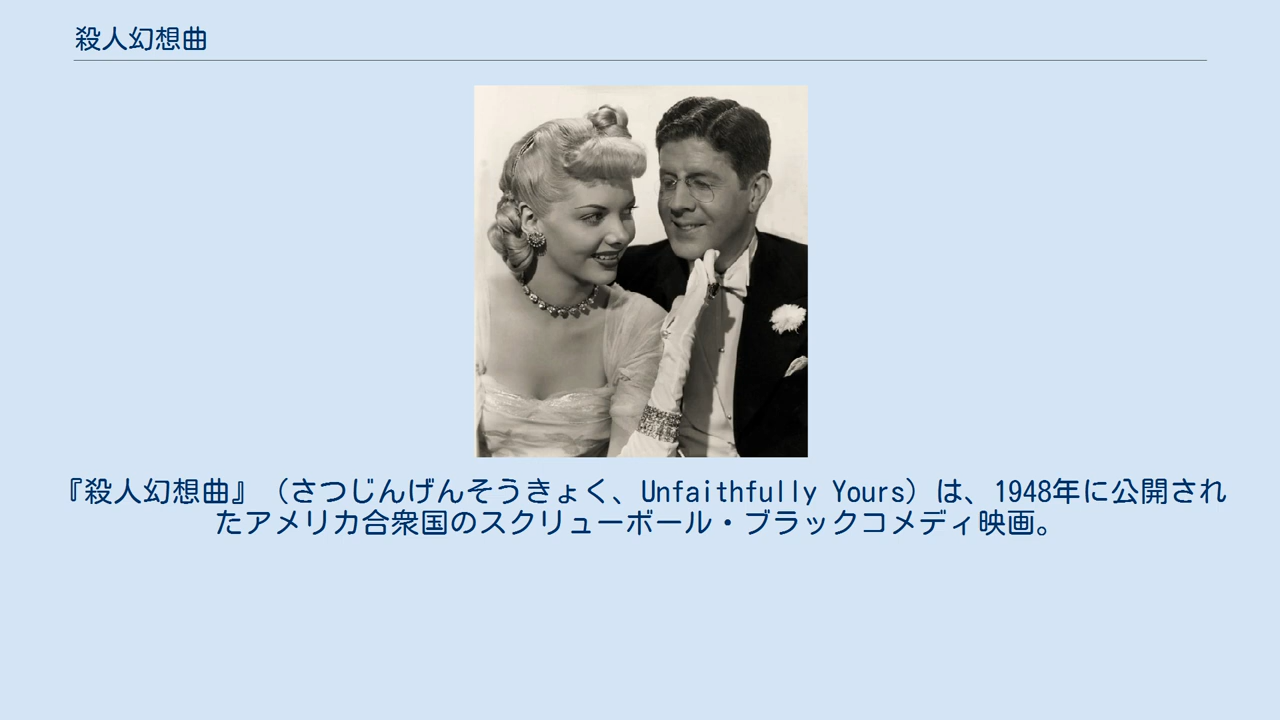 殺人幻想曲
『殺人幻想曲』（さつじんげんそうきょく、Unfaithfully Yours）は、1948年に公開され
たアメリカ合衆国のスクリューボール・ブラックコメディ映画。